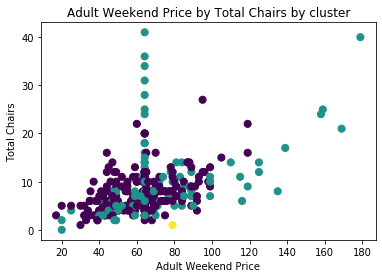 Adult Weekend Price by Total Chairs by cluster
40
30
20
10
0
Total Chairs
20 40 60 80 100 120 140 160 180
Adult Weekend Price